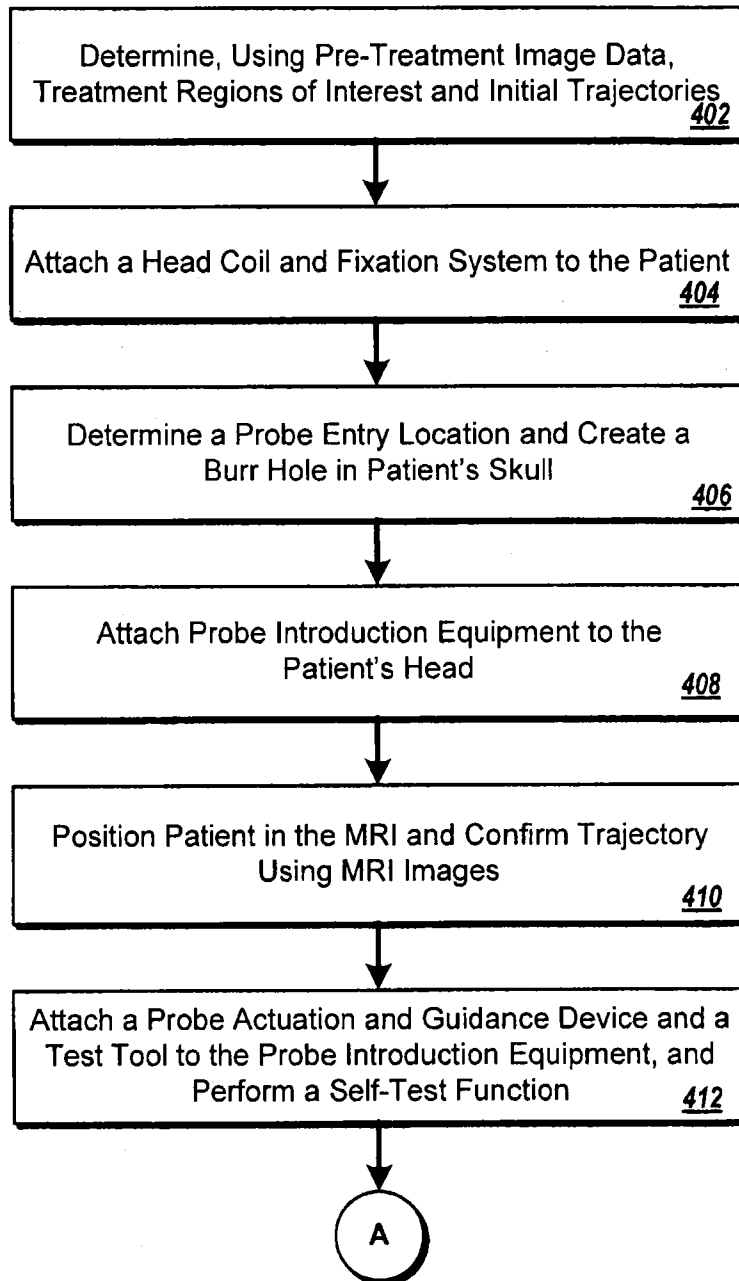 Determine, Using Pre-Treatment Image Data,
Treatment Regions of Interest and Initial Trajectories
402
Attach a Head Coil and Fixation System to the Patient
404
Determine a Probe Entry Location and Create a
Burr Hole in Patient's Skull
406
Attach Probe Introduction Equipment to the
Patient's Head
408
Position Patient in the MRI and Confirm Trajectory
Using MRI Images
410
Attach a Probe Actuation and Guidance Device and a
Test Tool to the Probe Introduction Equipment, and
Perform a Self-Test Function
412
A